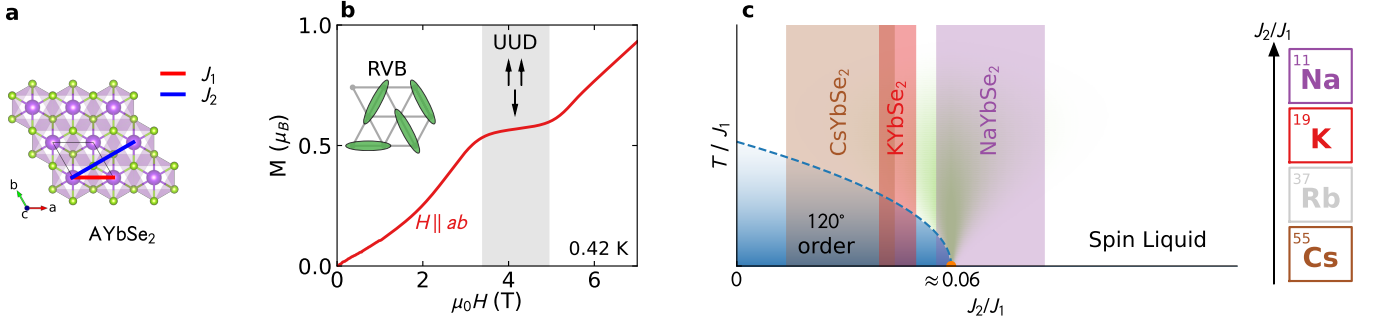 a
J₁
J₂
b
a
c
AYbSe₂
b
M (μ_B)
1.0
0.5
0.0
RVB
UUD
H ∥ ab
0.42 K
0
2
4
6
μ₀H (T)
c
T / J₁
CsYbSe₂
KYbSe₂
NaYbSe₂
120°
order
Spin Liquid
0
≈0.06
J₂/J₁
J₂/J₁
11
Na
19
K
37
Rb
55
Cs